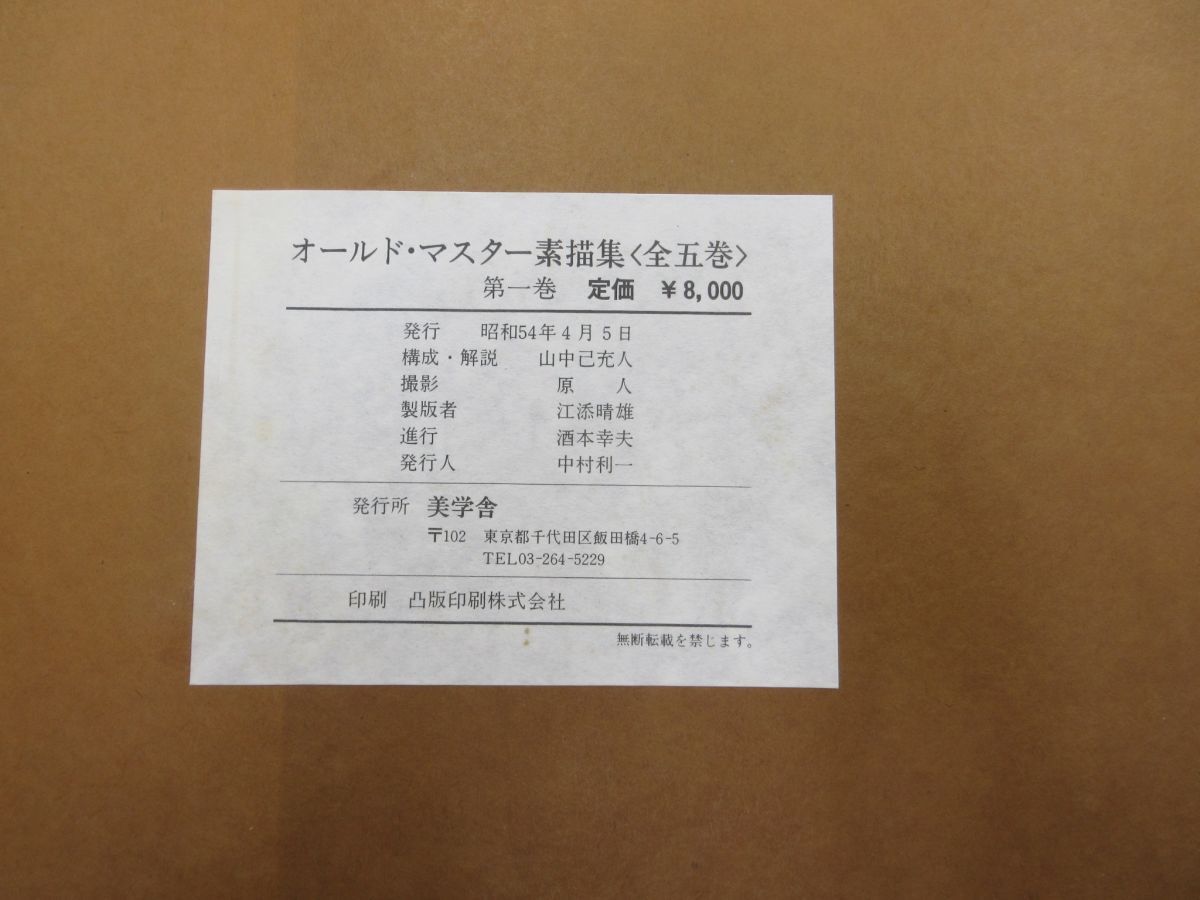 オールド・マスター素描集〈全五巻〉
第一巻 定価 ¥8,000
発行 昭和54年4月5日
構成・解説 山中己充人
撮影 原 人
製版者 江添晴雄
進行 酒本幸夫
発行人 中村利一
発行所 美学舎
〒102 東京都千代田区飯田橋4-6-5
TEL03-264-5229
印刷 凸版印刷株式会社
無断転載を禁じます。